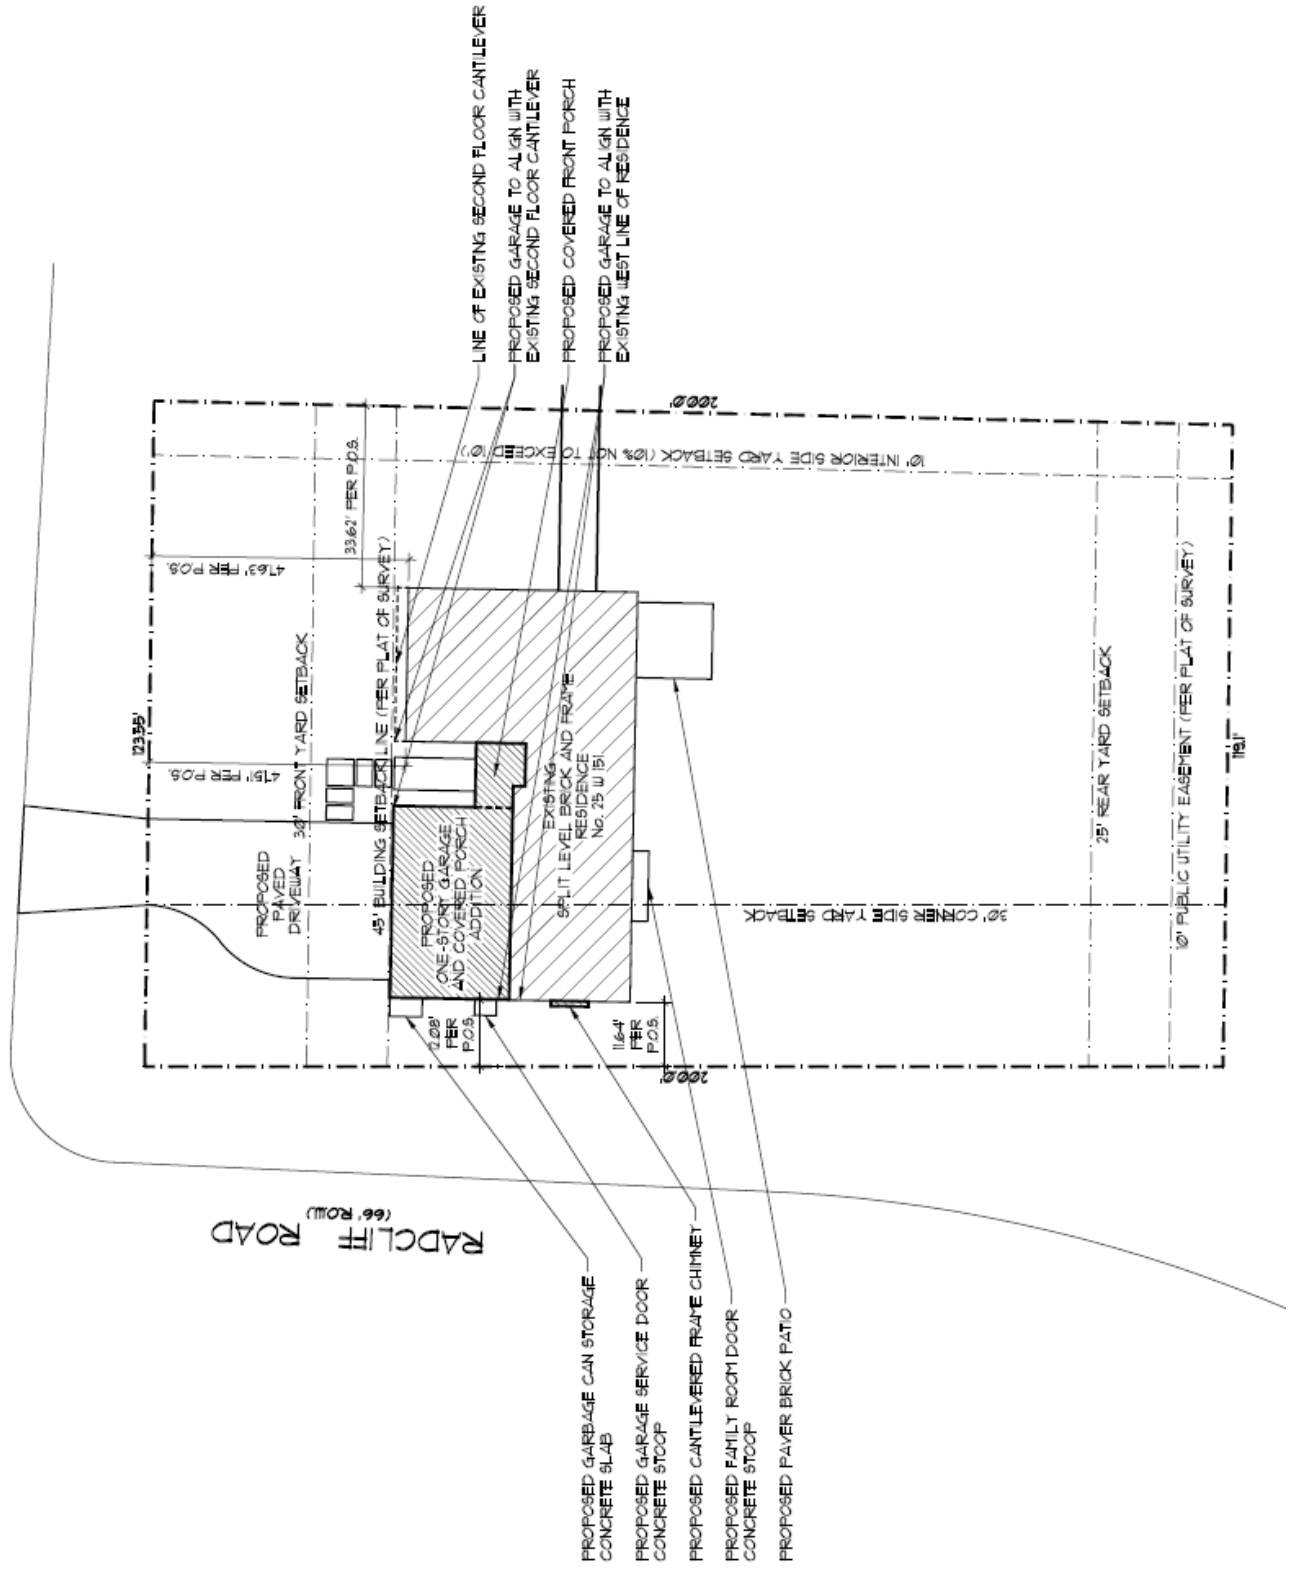 LINE OF EXISTING SECOND FLOOR CANTILEVER
PROPOSED GARAGE TO ALIGN WITH
EXISTING SECOND FLOOR CANTILEVER
PROPOSED COVERED FRONT PORCH
PROPOSED GARAGE TO ALIGN WITH
EXISTING WEST LINE OF RESIDENCE
200.0'
10' INTERIOR SIDE YARD SETBACK (10% NOT TO EXCEED 10')
33.62' PER P.O.S.
47.63' PER P.O.S.
123.55'
47.51' PER P.O.S.
30' FRONT YARD SETBACK
45' BUILDING SETBACK LINE (PER PLAT OF SURVEY)
PROPOSED
PAVED
DRIVEWAY
PROPOSED
ONE-STORY GARAGE
AND COVERED PORCH
ADDITION
EXISTING
SPLIT LEVEL BRICK AND FRAME
RESIDENCE
No. 25 W 151
25' REAR YARD SETBACK
10' PUBLIC UTILITY EASEMENT (PER PLAT OF SURVEY)
119.1'
30' CORNER SIDE YARD SETBACK
12.08'
PER
P.O.S.
11.64'
PER
P.O.S.
200.0'
RADCLIFF ROAD
(66' R.O.W.)
PROPOSED GARBAGE CAN STORAGE
CONCRETE SLAB
PROPOSED GARAGE SERVICE DOOR
CONCRETE STOOP
PROPOSED CANTILEVERED FRAME CHIMNEY
PROPOSED FAMILY ROOM DOOR
CONCRETE STOOP
PROPOSED PAVER BRICK PATIO